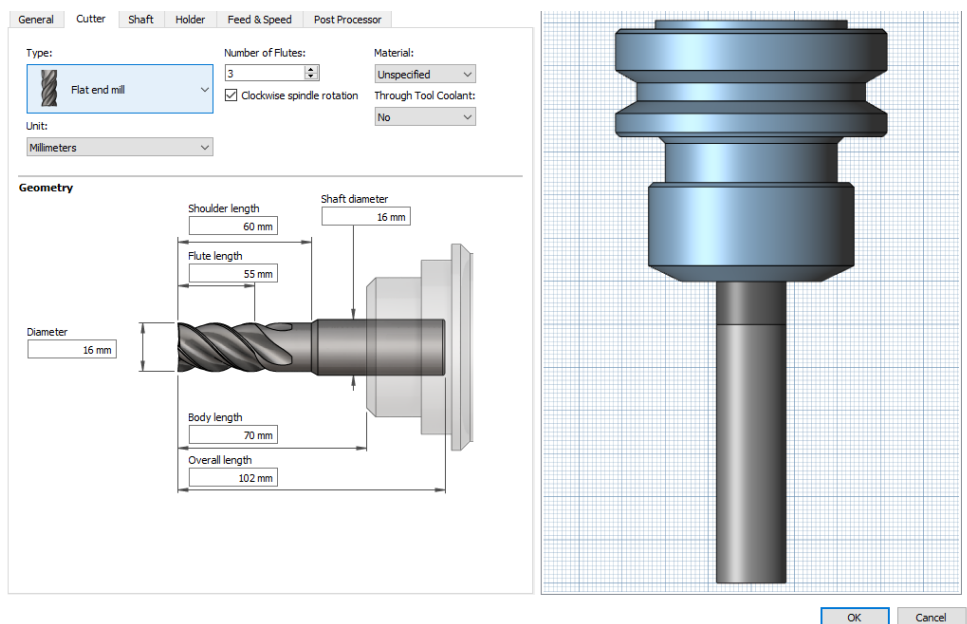 General Cutter Shaft Holder Feed & Speed Post Processor
Type: Number of Flutes: Material:
Flat end mill 3 Unspecified
Clockwise spindle rotation Through Tool Coolant:
No
Unit:
Millimeters
Geometry
Shaft diameter
16 mm
Shoulder length
60 mm
Flute length
55 mm
Diameter
16 mm
Body length
70 mm
Overall length
102 mm
OK Cancel